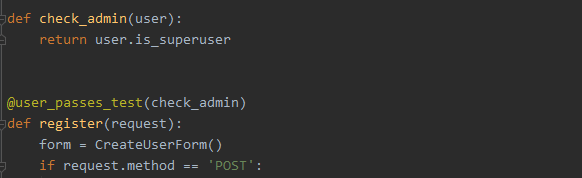 def check_admin(user):
    return user.is_superuser
@user_passes_test(check_admin)
def register(request):
    form = CreateUserForm()
    if request.method == 'POST':